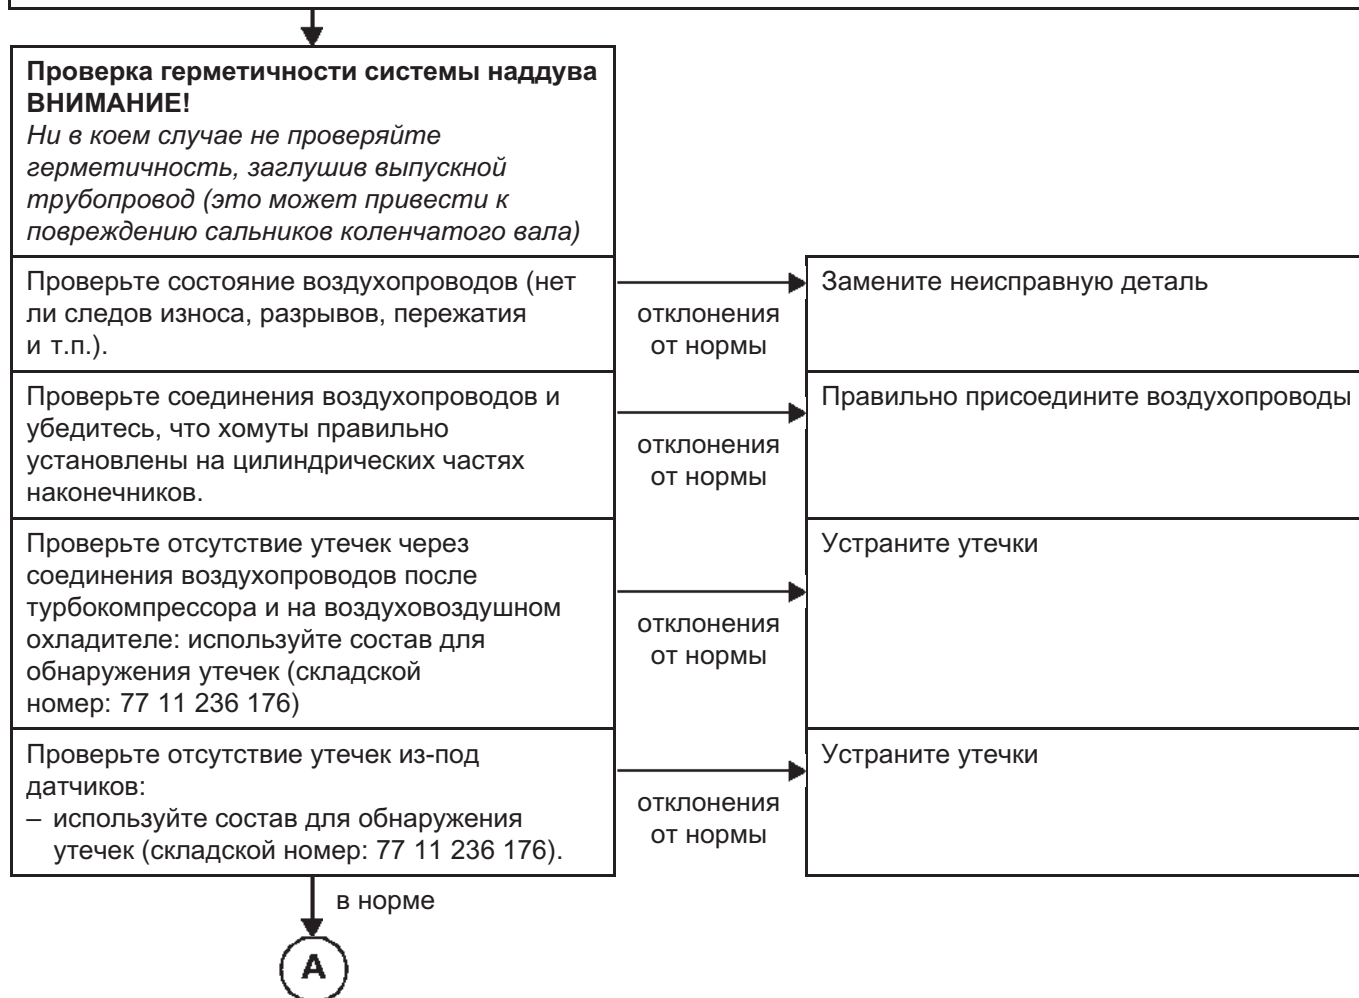 Проверка герметичности системы наддува
ВНИМАНИЕ!
Ни в коем случае не проверяйте
герметичность, заглушив выпускной
трубопровод (это может привести к
повреждению сальников коленчатого вала)
Проверьте состояние воздухопроводов (нет
ли следов износа, разрывов, пережатия
и т.п.).
отклонения
от нормы
Замените неисправную деталь
Проверьте соединения воздухопроводов и
убедитесь, что хомуты правильно
установлены на цилиндрических частях
наконечников.
отклонения
от нормы
Правильно присоедините воздухопроводы
Проверьте отсутствие утечек через
соединения воздухопроводов после
турбокомпрессора и на воздуховоздушном
охладителе: используйте состав для
обнаружения утечек (складской
номер: 77 11 236 176)
отклонения
от нормы
Устраните утечки
Проверьте отсутствие утечек из-под
датчиков:
– используйте состав для обнаружения
утечек (складской номер: 77 11 236 176).
отклонения
от нормы
Устраните утечки
в норме
A